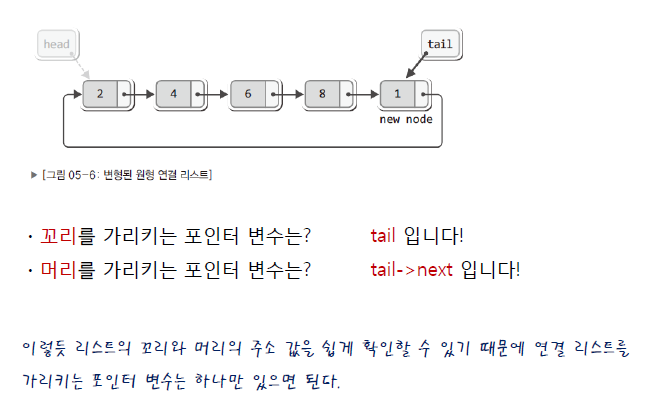 head
tail
2 4 6 8 1
new node
▶ [그림 05-6: 변형된 원형 연결 리스트]
· 꼬리를 가리키는 포인터 변수는? tail 입니다!
· 머리를 가리키는 포인터 변수는? tail->next 입니다!
이렇듯 리스트의 꼬리와 머리의 주소 값을 쉽게 확인할 수 있기 때문에 연결 리스트를
가리키는 포인터 변수는 하나만 있으면 된다.